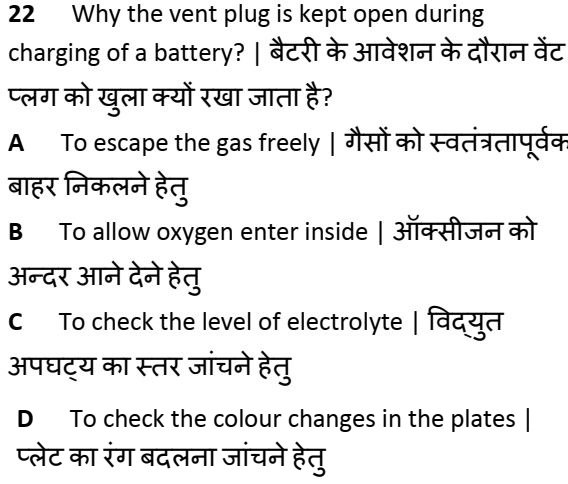 22 Why the vent plug is kept open during
charging of a battery? | बैटरी के आवेशन के दौरान वेंट
प्लग को खुला क्यों रखा जाता है?
A To escape the gas freely | गैसों को स्वतंत्रतापूर्वक
बाहर निकलने हेतु
B To allow oxygen enter inside | ऑक्सीजन को
अन्दर आने देने हेतु
C To check the level of electrolyte | विद्युत
अपघट्य का स्तर जांचने हेतु
D To check the colour changes in the plates |
प्लेट का रंग बदलना जांचने हेतु